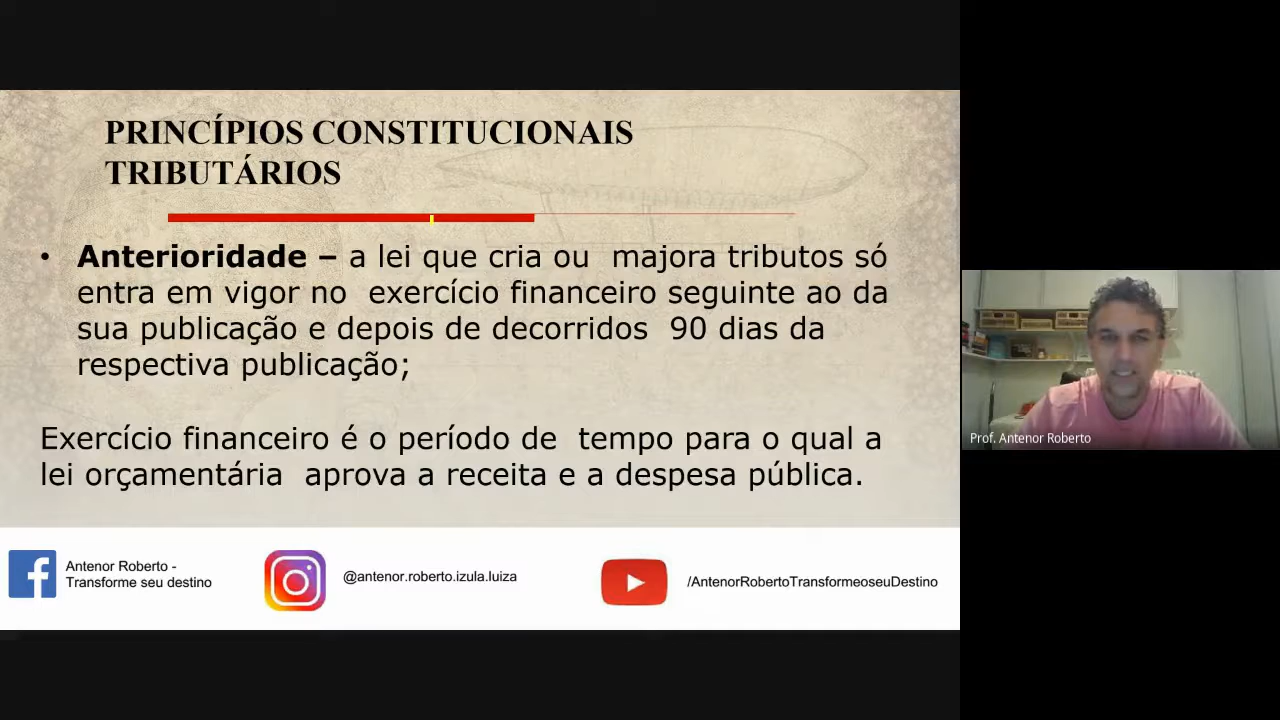 PRINCÍPIOS CONSTITUCIONAIS
TRIBUTÁRIOS
• Anterioridade – a lei que cria ou majora tributos só
entra em vigor no exercício financeiro seguinte ao da
sua publicação e depois de decorridos 90 dias da
respectiva publicação;
Exercício financeiro é o período de tempo para o qual a
lei orçamentária aprova a receita e a despesa pública.
Antenor Roberto -
Transforme seu destino
@antenor.roberto.izula.luiza
/AntenorRobertoTransformeoseuDestino
Prof. Antenor Roberto